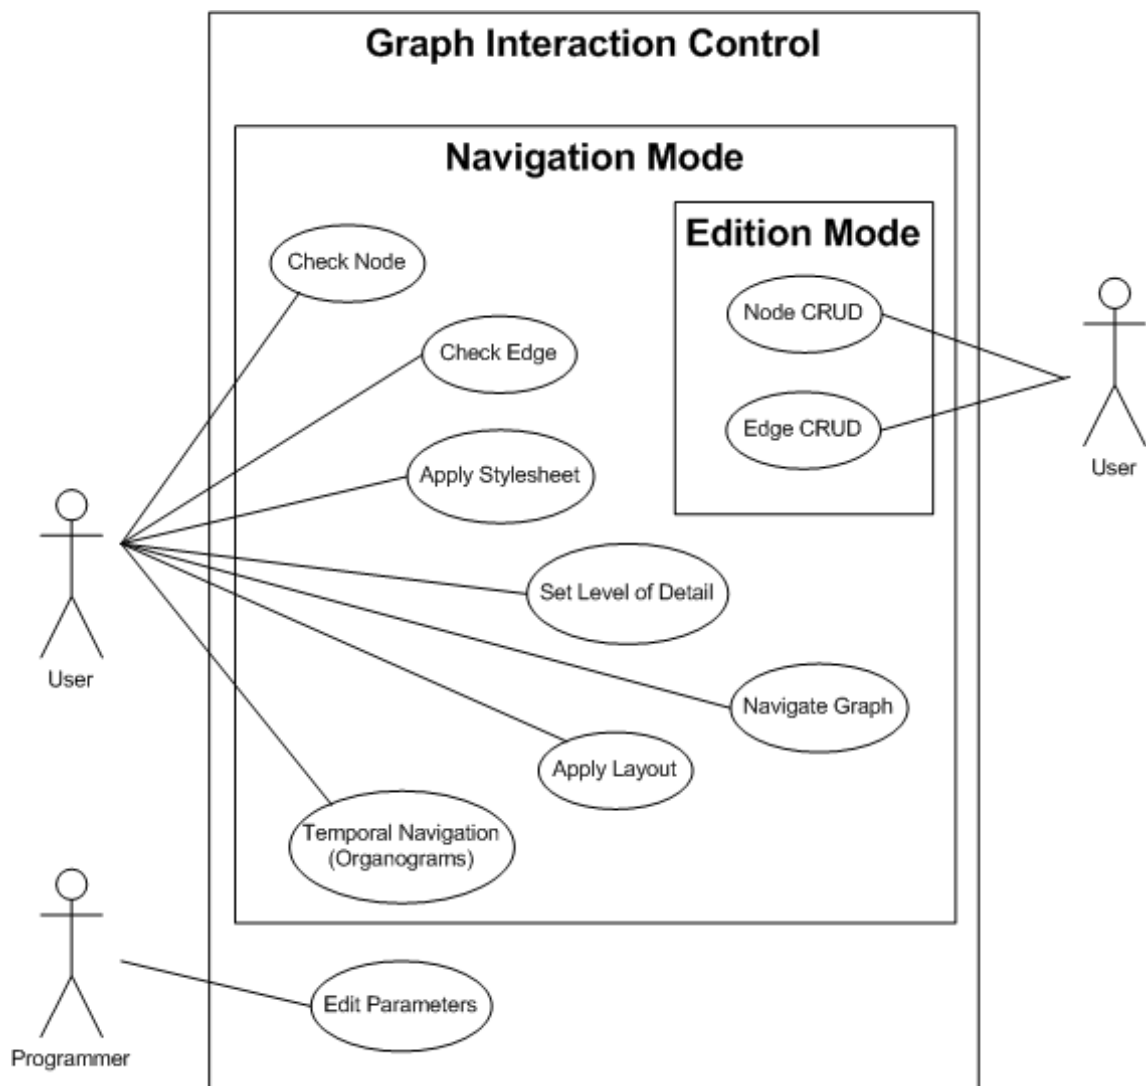 Graph Interaction Control
Navigation Mode
Edition Mode
Check Node
Node CRUD
Check Edge
Edge CRUD
Apply Stylesheet
User
Set Level of Detail
User
Navigate Graph
Apply Layout
Temporal Navigation
(Organograms)
Edit Parameters
Programmer